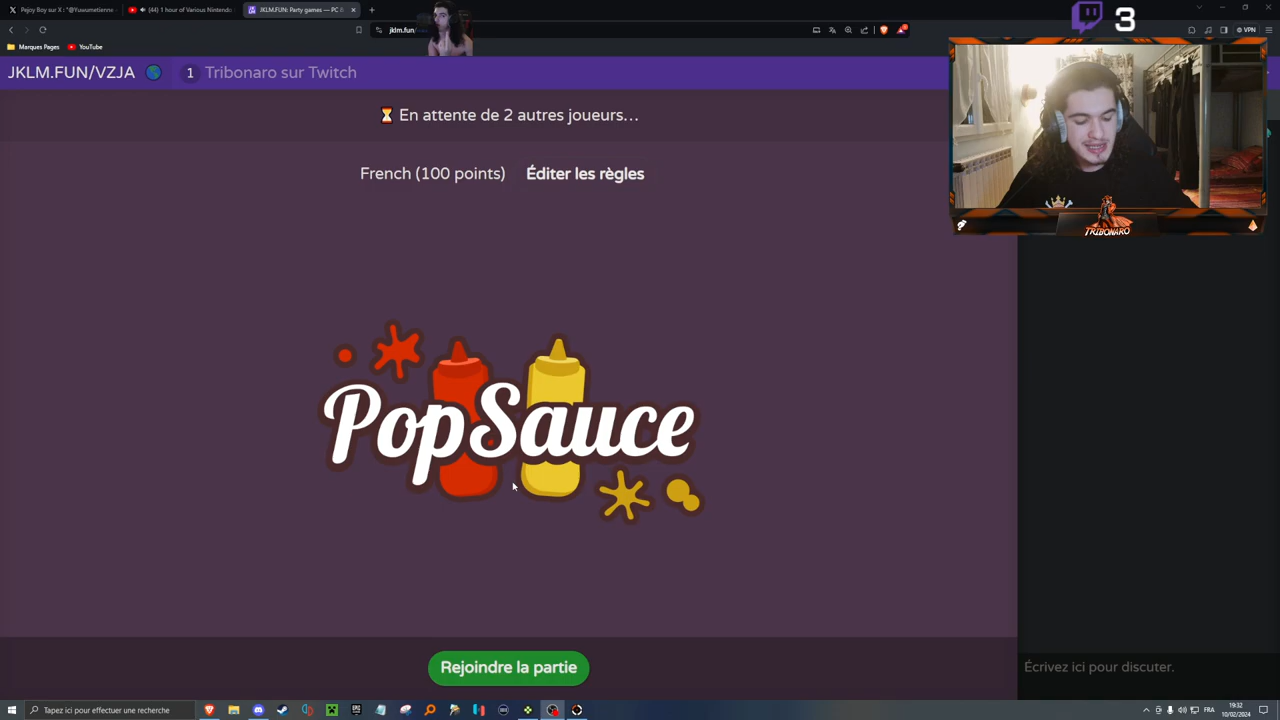 Pejoy Boy sur X : "@Yuwumetienne
(44) 1 hour of Various Nintendo
JKLM.FUN: Party games — PC &
3
jklm.fun/
VPN
Marques Pages
YouTube
JKLM.FUN/VZJA
1
Tribonaro sur Twitch
En attente de 2 autres joueurs…
French (100 points)
Éditer les règles
TRIBONARO
PopSauce
Rejoindre la partie
Écrivez ici pour discuter.
Tapez ici pour effectuer une recherche
FRA
19:32
10/02/2024